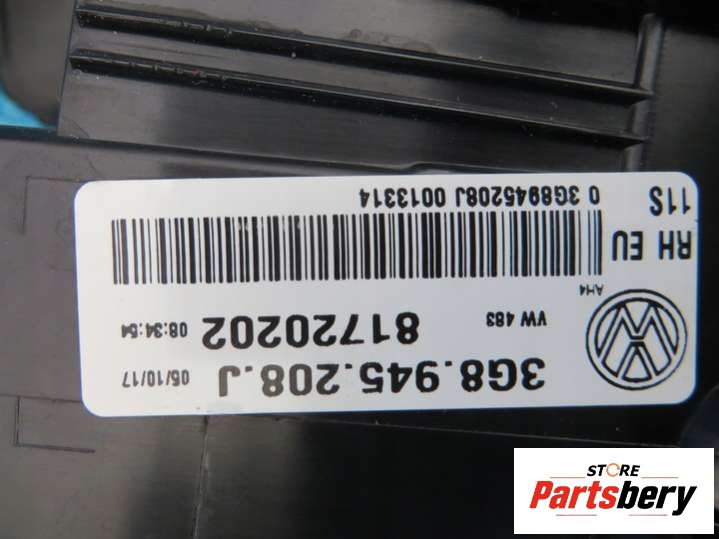 3G8.945.208.J 05/10/17
VW 483 81720202 08:34:54
AH4
RH EU
11S
0 3G8945208J 0013314
STORE
Partsbery